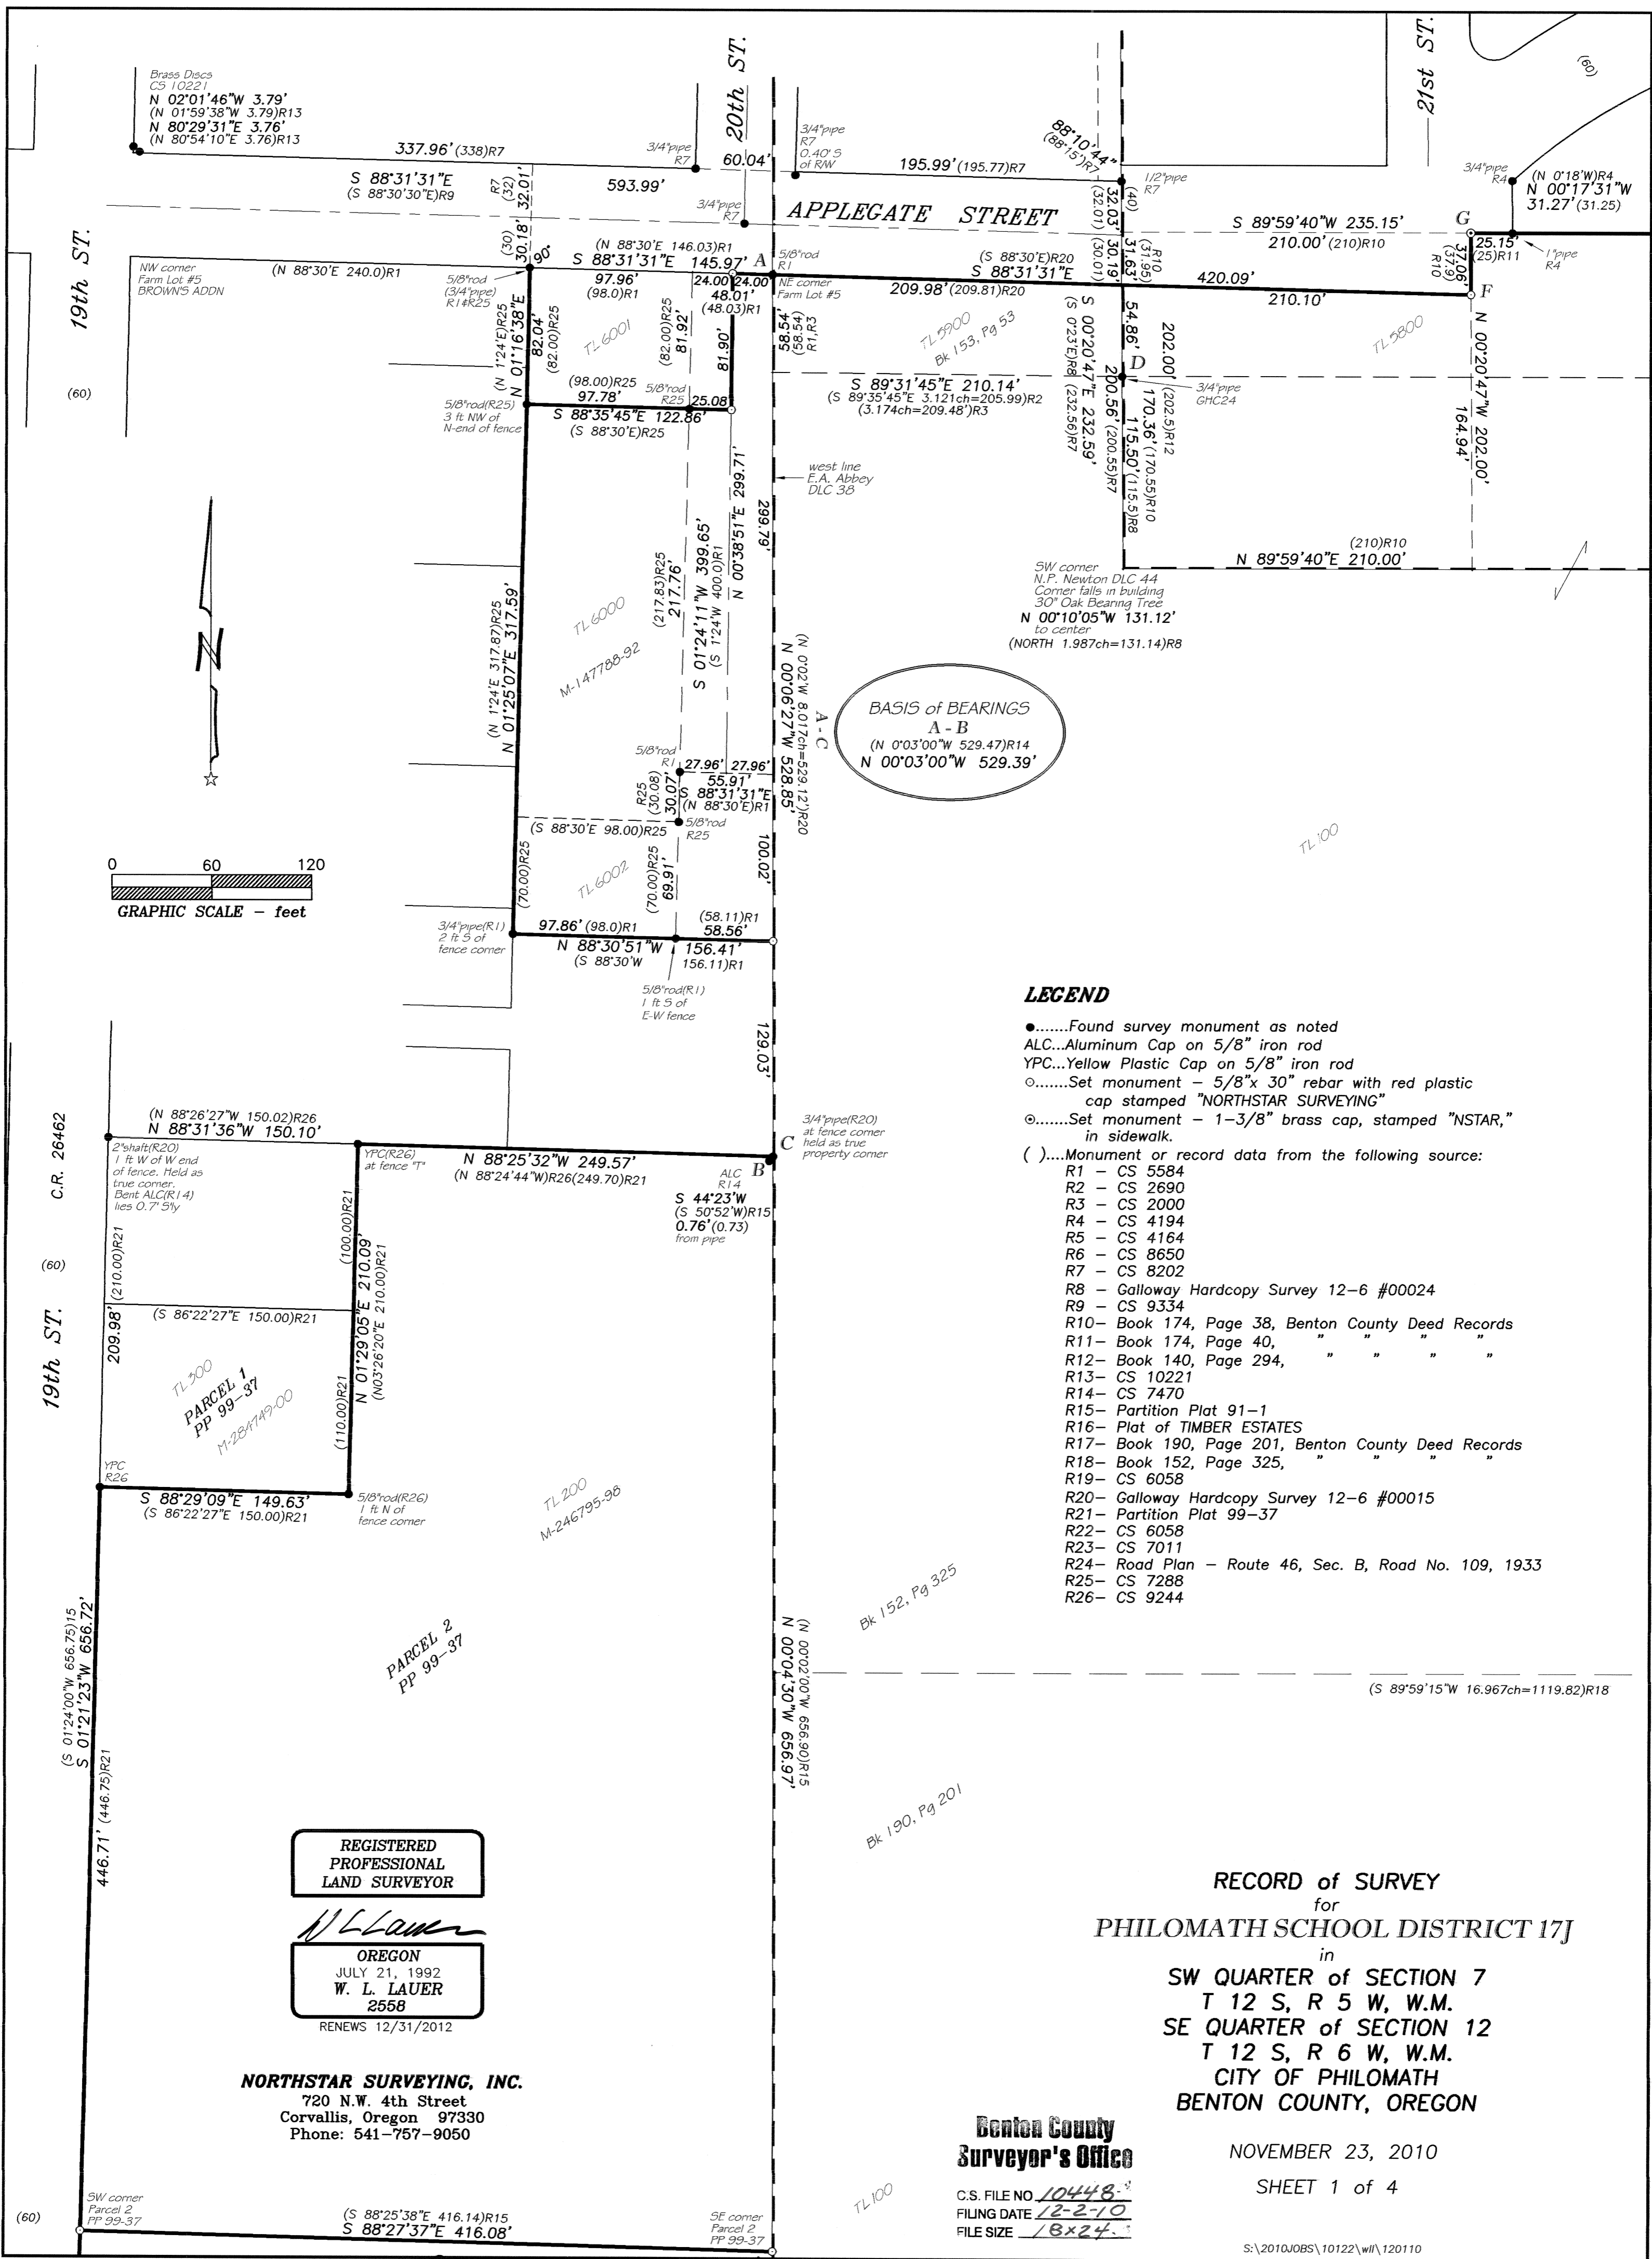 Brass Discs
CS 10221
N 02°01'46"W 3.79'
(N 01°59'38"W 3.79)R13
N 80°29'31"E 3.76'
(N 80°54'10"E 3.76)R13
337.96' (338)R7
3/4"pipe
R7
60.04'
20th ST.
3/4"pipe
R7
0.40'S
of R/W
195.99' (195.77)R7
88°10'44"
(88°15')R7
1/2"pipe
R7
21st ST.
(60)
3/4"pipe
R4
(N 0°18'W)R4
N 00°17'31"W
31.27' (31.25)
S 88°31'31"E
(S 88°30'30"E)R9
593.99'
R7
(32)
32.01'
(30)
30.18'
90°
3/4"pipe
R7
APPLEGATE STREET
(32.01)
32.03'
(40)
(30.01)
30.19'
31.63'
(31.95)
R10
S 89°59'40"W 235.15'
210.00' (210)R10
G
25.15'
(25)R11
1"pipe
R4
37.06'
(37.9)
R10
F
19th ST.
(60)
NW corner
Farm Lot #5
BROWN'S ADDN
(N 88°30'E 240.0)R1
5/8"rod
(3/4"pipe)
R1&R25
(N 88°30'E 146.03)R1
S 88°31'31"E 145.97'
A
5/8"rod
R1
97.96'
(98.0)R1
24.00'
24.00'
48.01'
(48.03)R1
NE corner
Farm Lot #5
(S 88°30'E)R20
S 88°31'31"E
209.98' (209.81)R20
420.09'
210.10'
(N 1°24'E)R25
N 01°16'38"E
82.04'
(82.00)R25
TL 6001
(82.00)R25
81.92'
81.90'
58.54'
(58.54)
R1,R3
TL 5900
Bk 153, Pg 53
54.86'
D
S 00°20'47"E 232.59'
(S 0°23'E)R8 (232.56)R7
200.56' (200.55)R7
115.50' (115.5)R8
170.36' (170.55)R10
202.00' (202.5)R12
TL 5800
N 00°20'47"W 202.00'
164.94'
3/4"pipe
GHC24
5/8"rod(R25)
3 ft NW of
N-end of fence
(98.00)R25
97.78'
5/8"rod
R25
25.08'
S 88°35'45"E 122.86'
(S 88°30'E)R25
S 89°31'45"E 210.14'
(S 89°35'45"E 3.121ch=205.99)R2
(3.174ch=209.48')R3
west line
E.A. Abbey
DLC 38
N 00°38'51"E 299.71'
299.79'
(210)R10
N 89°59'40"E 210.00'
SW corner
N.P. Newton DLC 44
Corner falls in building
30" Oak Bearing Tree
N 00°10'05"W 131.12'
to center
(NORTH 1.987ch=131.14)R8
(N 1°24'E 317.87)R25
N 01°25'07"E 317.59'
TL 6000
M-147788-92
(217.83)R25
217.76'
S 01°24'11"W 399.65'
(S 1°24'W 400.0)R1
N 00°06'27"W 528.85'
(N 0°02'W 8.017ch=529.12')R20
A-C
BASIS of BEARINGS
A - B
(N 0°03'00"W 529.47)R14
N 00°03'00"W 529.39'
N
5/8"rod
R1
27.96'
27.96'
55.91'
S 88°31'31"E
(N 88°30'E)R1
R25
(30.08)
30.07'
5/8"rod
R25
(S 88°30'E 98.00)R25
TL 6002
(70.00)R25
(70.00)R25
69.91'
100.02'
TL 100
0 60 120
GRAPHIC SCALE – feet
3/4"pipe(R1)
2 ft S of
fence corner
97.86' (98.0)R1
(58.11)R1
58.56'
N 88°30'51"W 156.41'
(S 88°30'W 156.11)R1
5/8"rod(R1)
1 ft S of
E-W fence
129.03'
LEGEND
●.......Found survey monument as noted
ALC...Aluminum Cap on 5/8" iron rod
YPC...Yellow Plastic Cap on 5/8" iron rod
○.......Set monument – 5/8"x 30" rebar with red plastic
cap stamped "NORTHSTAR SURVEYING"
⊙.......Set monument – 1-3/8" brass cap, stamped "NSTAR,"
in sidewalk.
( )....Monument or record data from the following source:
R1 – CS 5584
R2 – CS 2690
R3 – CS 2000
R4 – CS 4194
R5 – CS 4164
R6 – CS 8650
R7 – CS 8202
R8 – Galloway Hardcopy Survey 12-6 #00024
R9 – CS 9334
R10– Book 174, Page 38, Benton County Deed Records
R11– Book 174, Page 40, " " " "
R12– Book 140, Page 294, " " " "
R13– CS 10221
R14– CS 7470
R15– Partition Plat 91-1
R16– Plat of TIMBER ESTATES
R17– Book 190, Page 201, Benton County Deed Records
R18– Book 152, Page 325, " " " "
R19– CS 6058
R20– Galloway Hardcopy Survey 12-6 #00015
R21– Partition Plat 99-37
R22– CS 6058
R23– CS 7011
R24– Road Plan – Route 46, Sec. B, Road No. 109, 1933
R25– CS 7288
R26– CS 9244
C.R. 26462
(60)
19th ST.
(N 88°26'27"W 150.02)R26
N 88°31'36"W 150.10'
2"shaft(R20)
1 ft W of W end
of fence. Held as
true corner.
Bent ALC(R14)
lies 0.7' S'ly
YPC(R26)
at fence "T"
N 88°25'32"W 249.57'
(N 88°24'44"W)R26(249.70)R21
3/4"pipe(R20)
at fence corner
held as true
property corner
C
B
ALC
R14
S 44°23'W
(S 50°52'W)R15
0.76' (0.73)
from pipe
209.98' (210.00)R21
(100.00)R21
N 01°29'05"E 210.09'
(N03°26'20"E 210.00)R21
(S 86°22'27"E 150.00)R21
TL 300
PARCEL 1
PP 99-37
M-284749-00
(110.00)R21
YPC
R26
S 88°29'09"E 149.63'
(S 86°22'27"E 150.00)R21
5/8"rod(R26)
1 ft N of
fence corner
TL 200
M-246795-98
Bk 152, Pg 325
PARCEL 2
PP 99-37
(S 01°24'00"W 656.75)15
S 01°21'23"W 656.72'
446.71' (446.75)R21
N 00°04'30"W 656.97'
(N 00°02'00"W 656.90)R15
(S 89°59'15"W 16.967ch=1119.82)R18
Bk 190, Pg 201
REGISTERED
PROFESSIONAL
LAND SURVEYOR
W L Lauer
OREGON
JULY 21, 1992
W. L. LAUER
2558
RENEWS 12/31/2012
NORTHSTAR SURVEYING, INC.
720 N.W. 4th Street
Corvallis, Oregon 97330
Phone: 541-757-9050
RECORD of SURVEY
for
PHILOMATH SCHOOL DISTRICT 17J
in
SW QUARTER of SECTION 7
T 12 S, R 5 W, W.M.
SE QUARTER of SECTION 12
T 12 S, R 6 W, W.M.
CITY OF PHILOMATH
BENTON COUNTY, OREGON
NOVEMBER 23, 2010
SHEET 1 of 4
Benton County
Surveyor's Office
C.S. FILE NO 10448
FILING DATE 12-2-10
FILE SIZE 18x24
TL 100
(60)
SW corner
Parcel 2
PP 99-37
(S 88°25'38"E 416.14)R15
S 88°27'37"E 416.08'
SE corner
Parcel 2
PP 99-37
S:\2010JOBS\10122\wll\120110